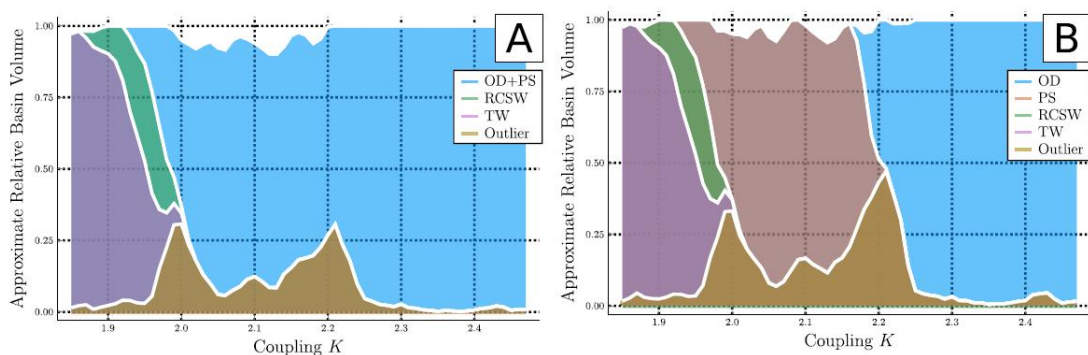 A
Approximate Relative Basin Volume
1.00
0.75
0.50
0.25
0.00
OD+PS
RCSW
TW
Outlier
1.9 2.0 2.1 2.2 2.3 2.4
Coupling K
B
Approximate Relative Basin Volume
1.00
0.75
0.50
0.25
0.00
OD
PS
RCSW
TW
Outlier
1.9 2.0 2.1 2.2 2.3 2.4
Coupling K